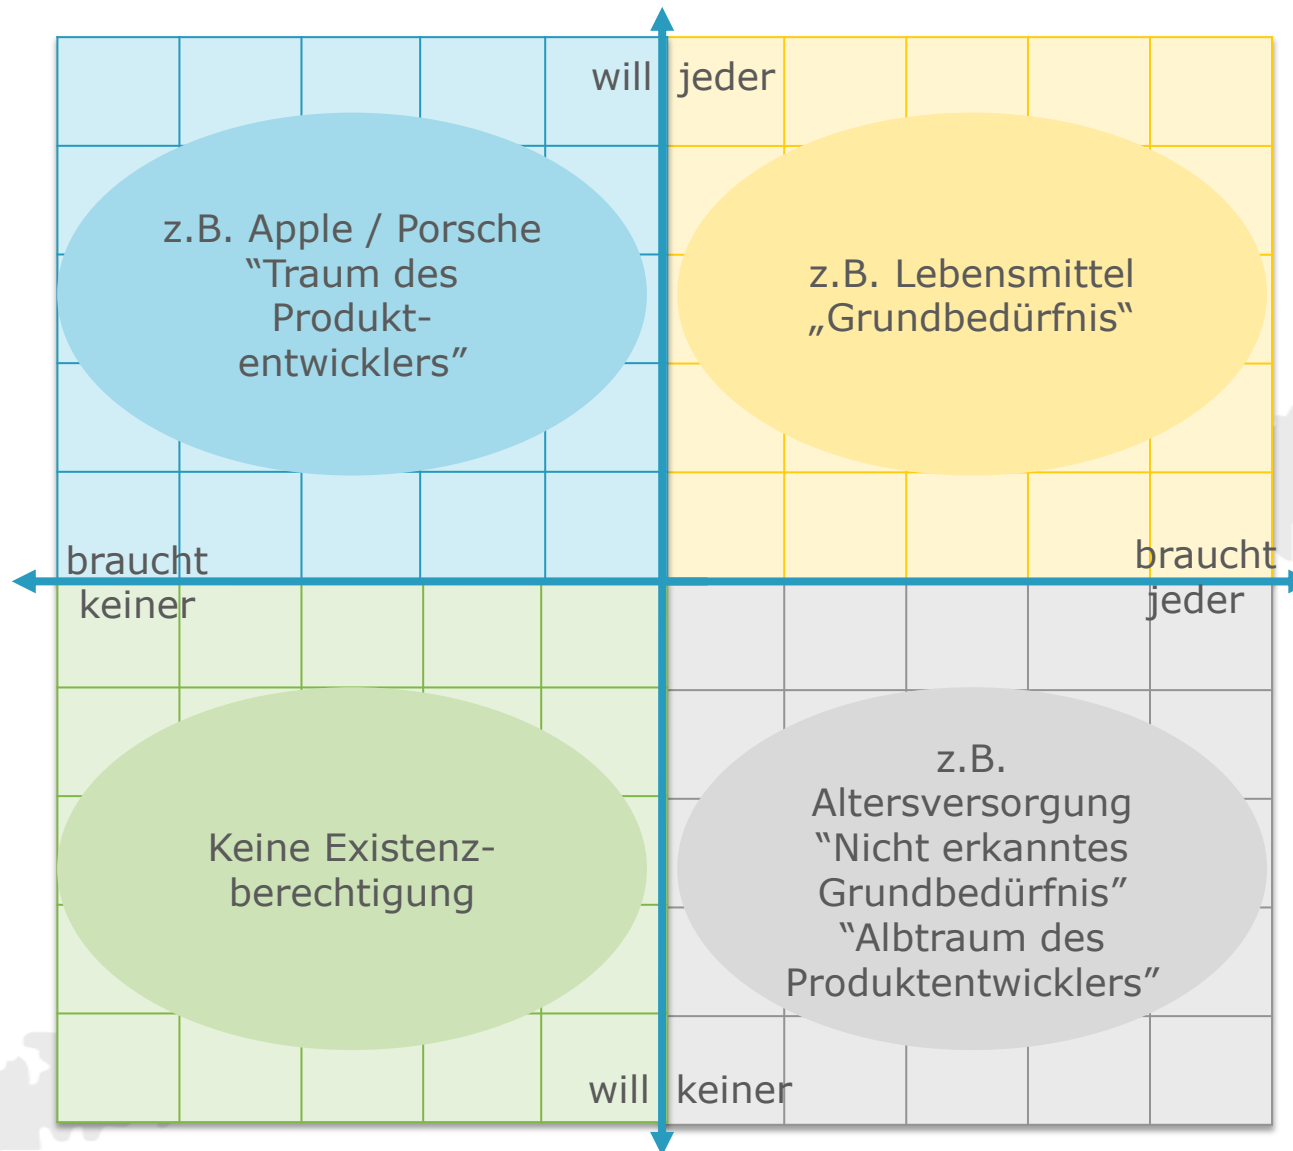 will jeder
z.B. Apple / Porsche
“Traum des
Produkt-
entwicklers”
z.B. Lebensmittel
„Grundbedürfnis“
braucht
keiner
braucht
jeder
Keine Existenz-
berechtigung
z.B.
Altersversorgung
“Nicht erkanntes
Grundbedürfnis”
“Albtraum des
Produktentwicklers”
will keiner